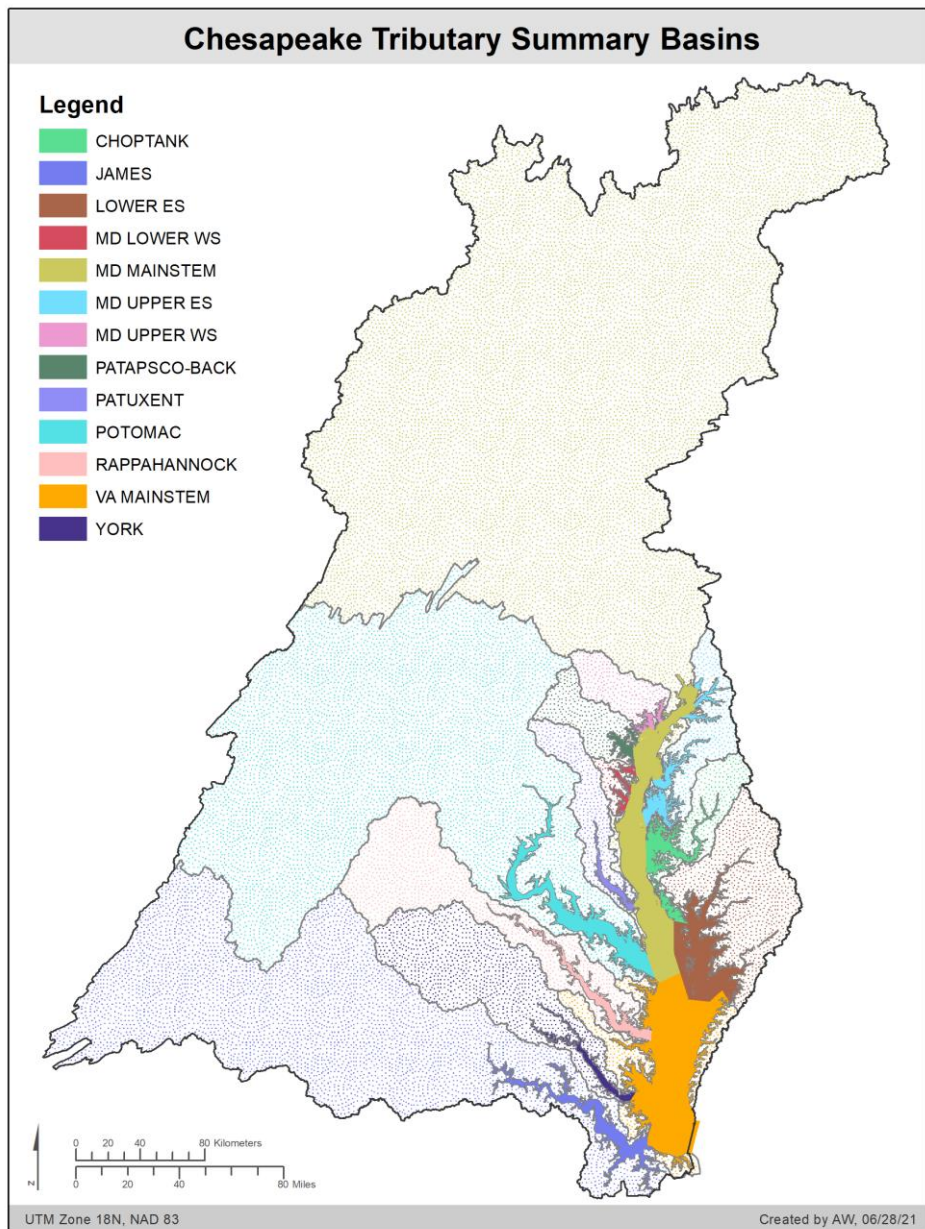 Chesapeake Tributary Summary Basins
Legend
CHOPTANK
JAMES
LOWER ES
MD LOWER WS
MD MAINSTEM
MD UPPER ES
MD UPPER WS
PATAPSCO-BACK
PATUXENT
POTOMAC
RAPPAHANNOCK
VA MAINSTEM
YORK
0 20 40 80 Kilometers
0 20 40 80 Miles
Z
UTM Zone 18N, NAD 83 Created by AW, 06/28/21